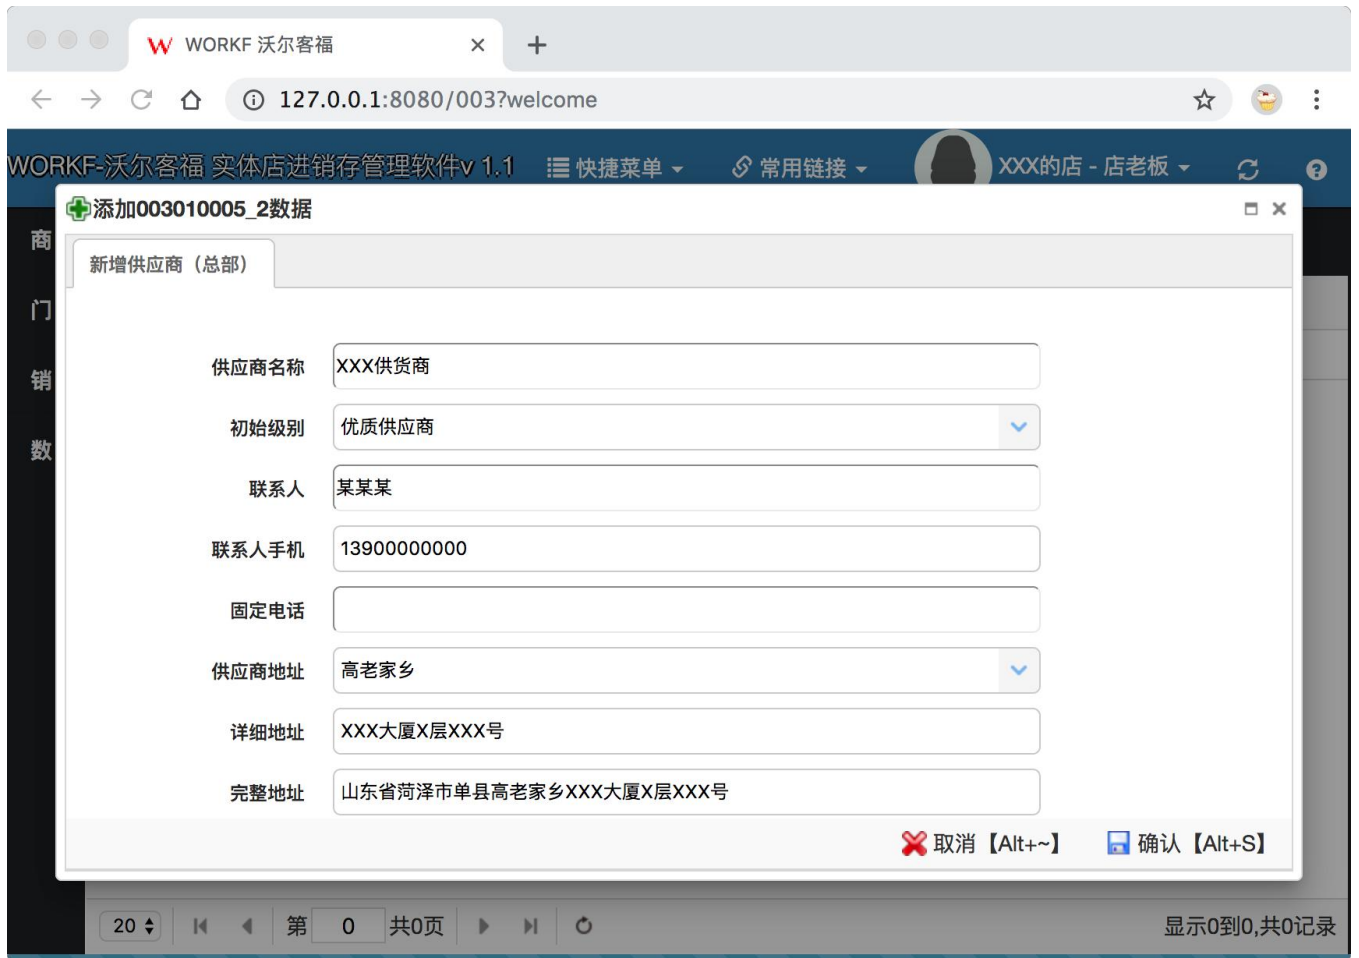 WORKF 沃尔客福
127.0.0.1:8080/003?welcome
WORKF-沃尔客福 实体店进销存管理软件v 1.1 快捷菜单 常用链接 XXX的店 - 店老板
添加003010005_2数据
商
新增供应商（总部）
门
供应商名称 XXX供货商
销
初始级别 优质供应商
数
联系人 某某某
联系人手机 13900000000
固定电话
供应商地址 高老家乡
详细地址 XXX大厦X层XXX号
完整地址 山东省菏泽市单县高老家乡XXX大厦X层XXX号
取消【Alt+~】 确认【Alt+S】
20 第 0 共0页 显示0到0,共0记录